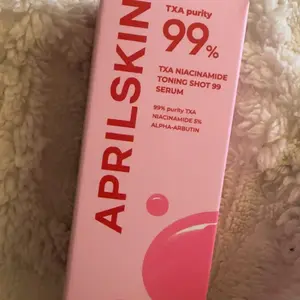 TXA purity
99%
TXA NIACINAMIDE
TONING SHOT 99
SERUM
99% purity TXA
NIACINAMIDE 5%
ALPHA-ARBUTIN
APRILSKIN